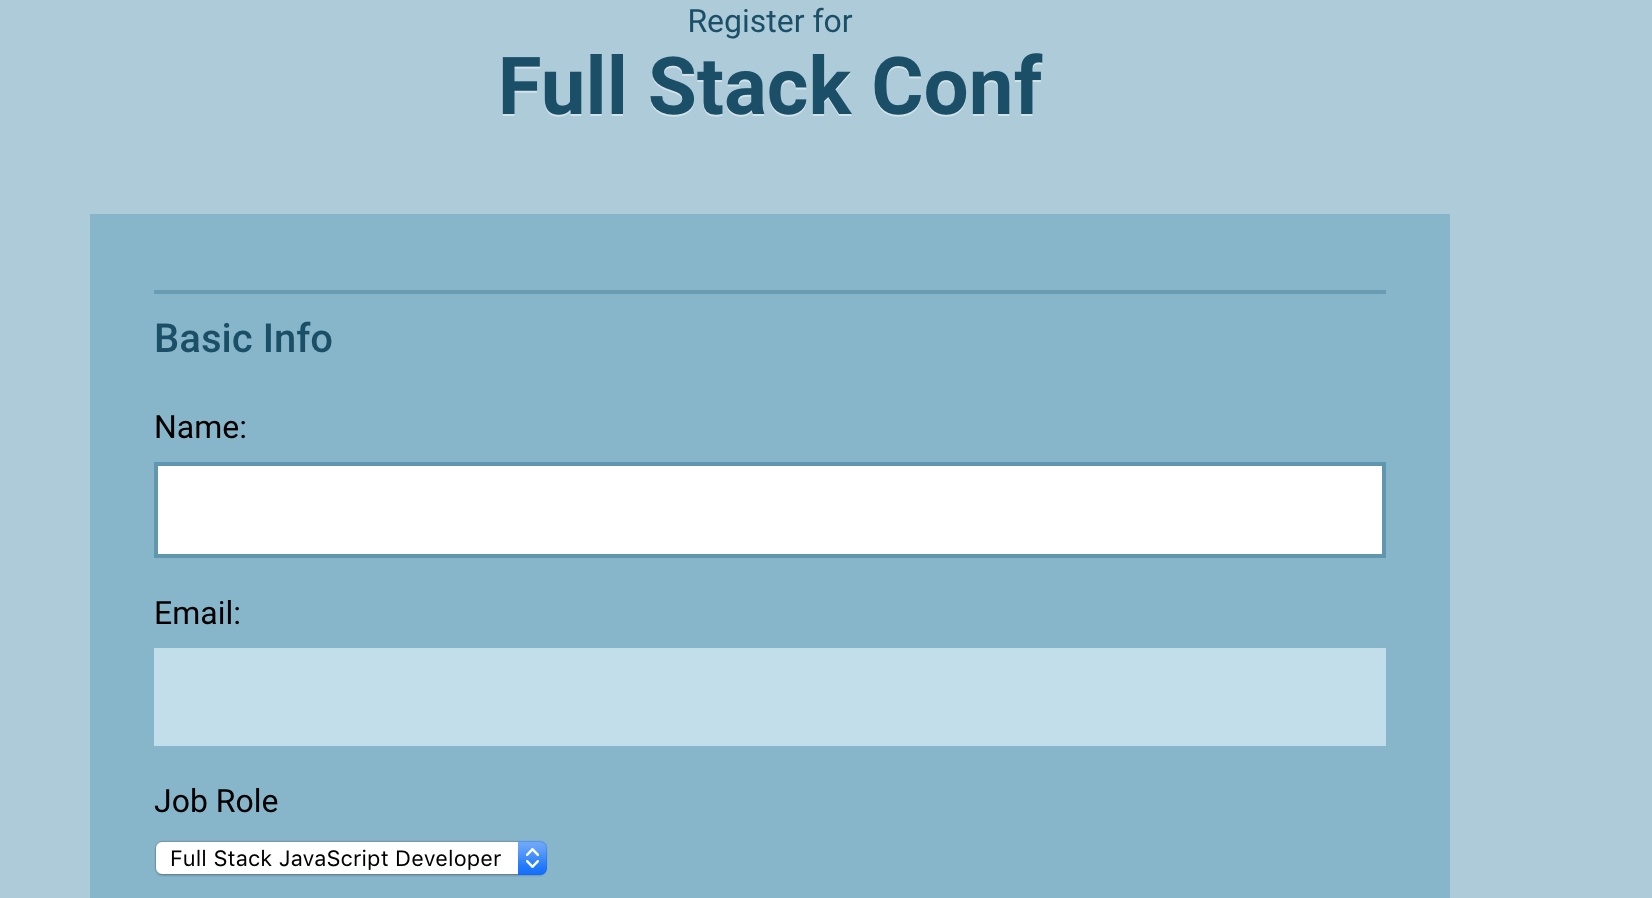 Register for
Full Stack Conf
Basic Info
Name:
Email:
Job Role
Full Stack JavaScript Developer